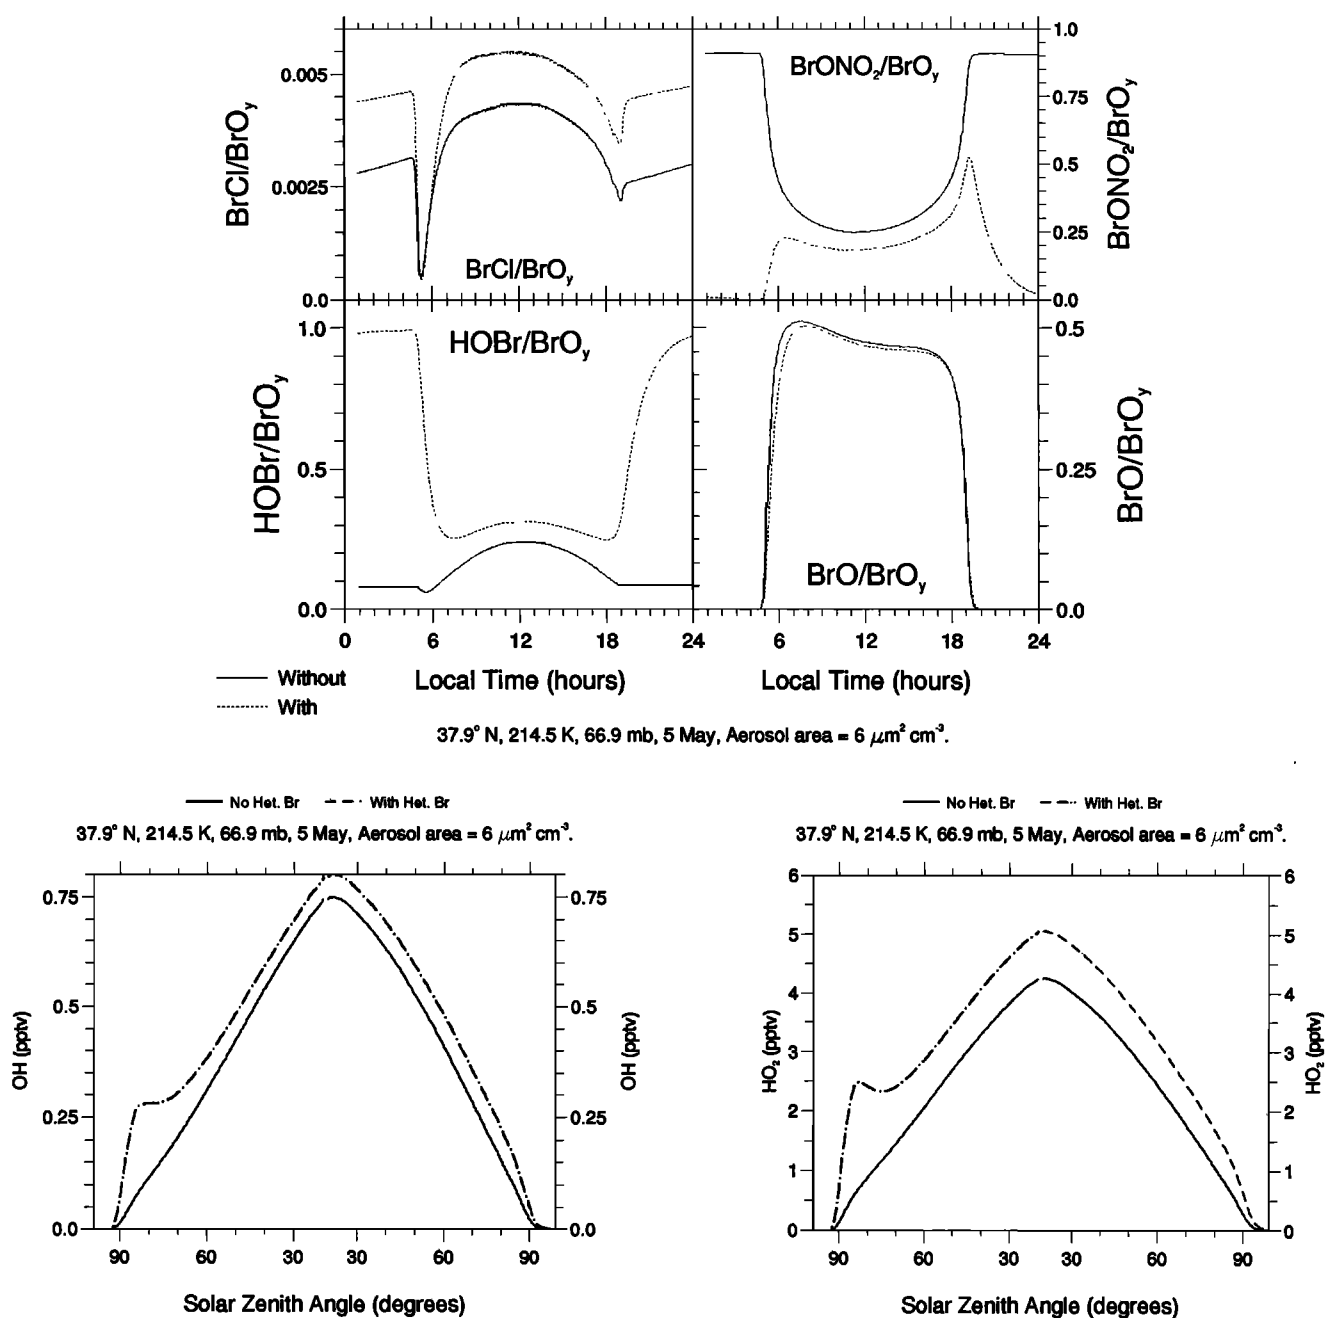 BrCl/BrOy
0.005
0.0025
0.0
BrCl/BrOy
BrONO2/BrOy
1.0
0.75
0.5
0.25
0.0
BrONO2/BrOy
HOBr/BrOy
1.0
0.5
0.0
HOBr/BrOy
BrO/BrOy
0.5
0.25
0.0
BrO/BrOy
0 6 12 18 24
6 12 18 24
Local Time (hours)
Local Time (hours)
Without
With
37.9° N, 214.5 K, 66.9 mb, 5 May, Aerosol area = 6 μm² cm⁻³.
No Het. Br With Het. Br
37.9° N, 214.5 K, 66.9 mb, 5 May, Aerosol area = 6 μm² cm⁻³.
OH (pptv)
0.75
0.5
0.25
0.0
0.75
0.5
0.25
0.0
OH (pptv)
90 60 30 30 60 90
Solar Zenith Angle (degrees)
No Het. Br With Het. Br
37.9° N, 214.5 K, 66.9 mb, 5 May, Aerosol area = 6 μm² cm⁻³.
HO2 (pptv)
6
5
4
3
2
1
0
6
5
4
3
2
1
0
HO2 (pptv)
90 60 30 30 60 90
Solar Zenith Angle (degrees)